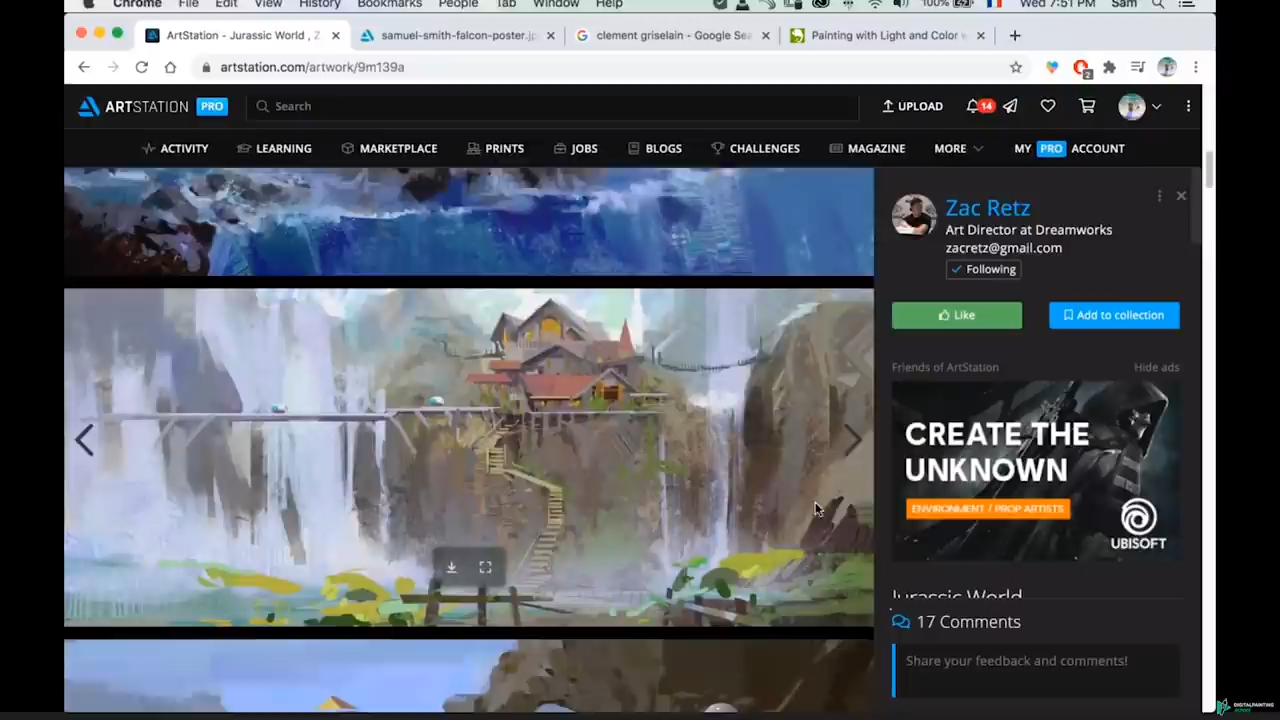 Chrome File Edit View History Bookmarks People Tab Window Help 100% Wed 7:51 PM Sam
ArtStation - Jurassic World , Z
samuel-smith-falcon-poster.jp
clement griselain - Google Sea
Painting with Light and Color w
artstation.com/artwork/9m139a
2
ARTSTATION PRO
Search
UPLOAD
14
ACTIVITY LEARNING MARKETPLACE PRINTS JOBS BLOGS CHALLENGES MAGAZINE MORE MY PRO ACCOUNT
Zac Retz
Art Director at Dreamworks
zacretz@gmail.com
Following
Like
Add to collection
Friends of ArtStation
Hide ads
CREATE THE
UNKNOWN
ENVIRONMENT / PROP ARTISTS
UBISOFT
Jurassic World
17 Comments
Share your feedback and comments!
DIGITALPAINTING